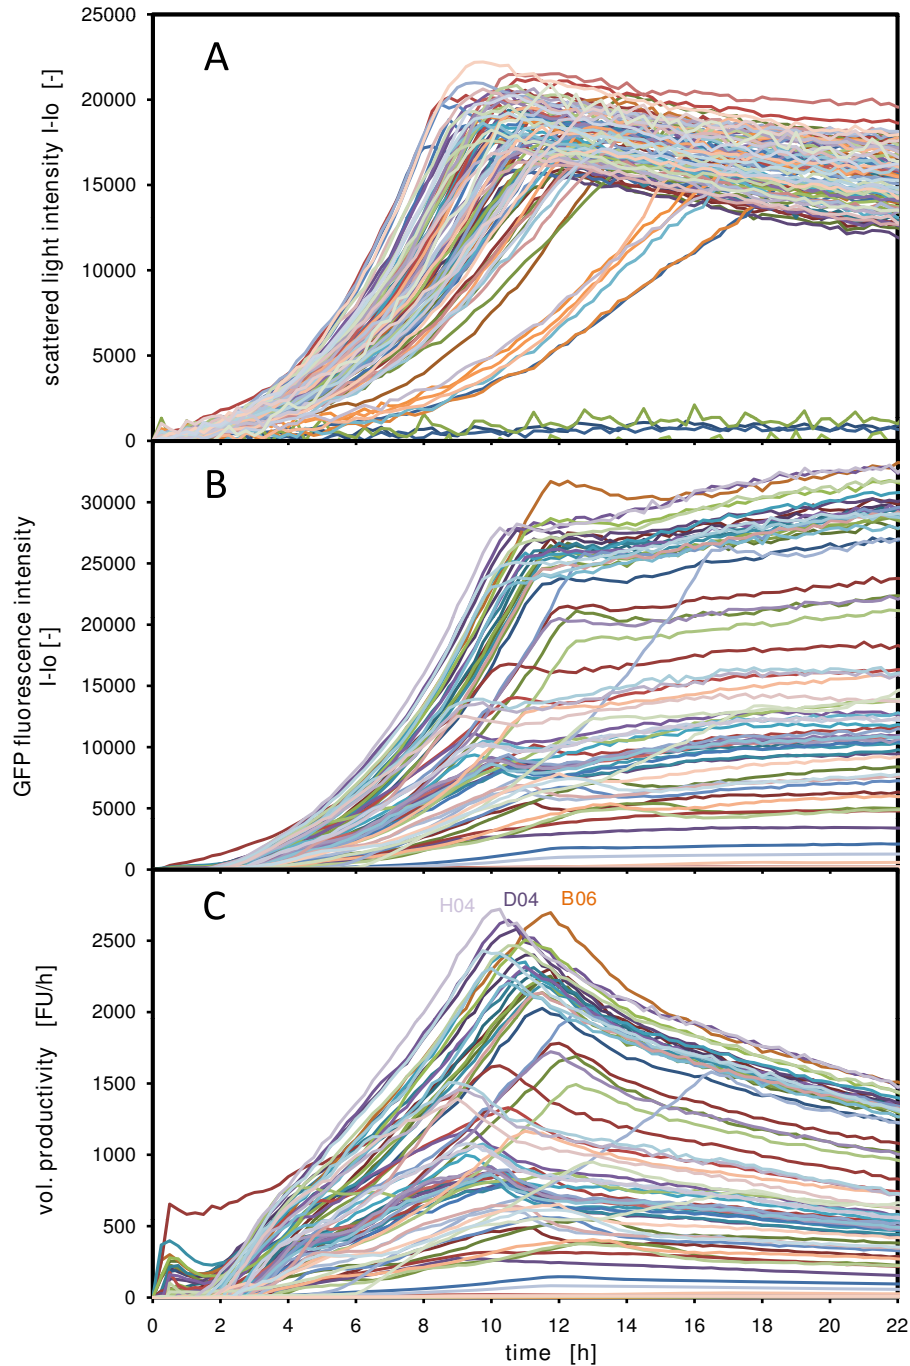 25000
A
20000
15000
10000
5000
0
scattered light intensity I-Io [-]
B
30000
25000
20000
15000
10000
5000
0
GFP fluorescence intensity
I-Io [-]
C
H04 D04 B06
2500
2000
1500
1000
500
0
vol. productivity [FU/h]
0 2 4 6 8 10 12 14 16 18 20 22
time [h]